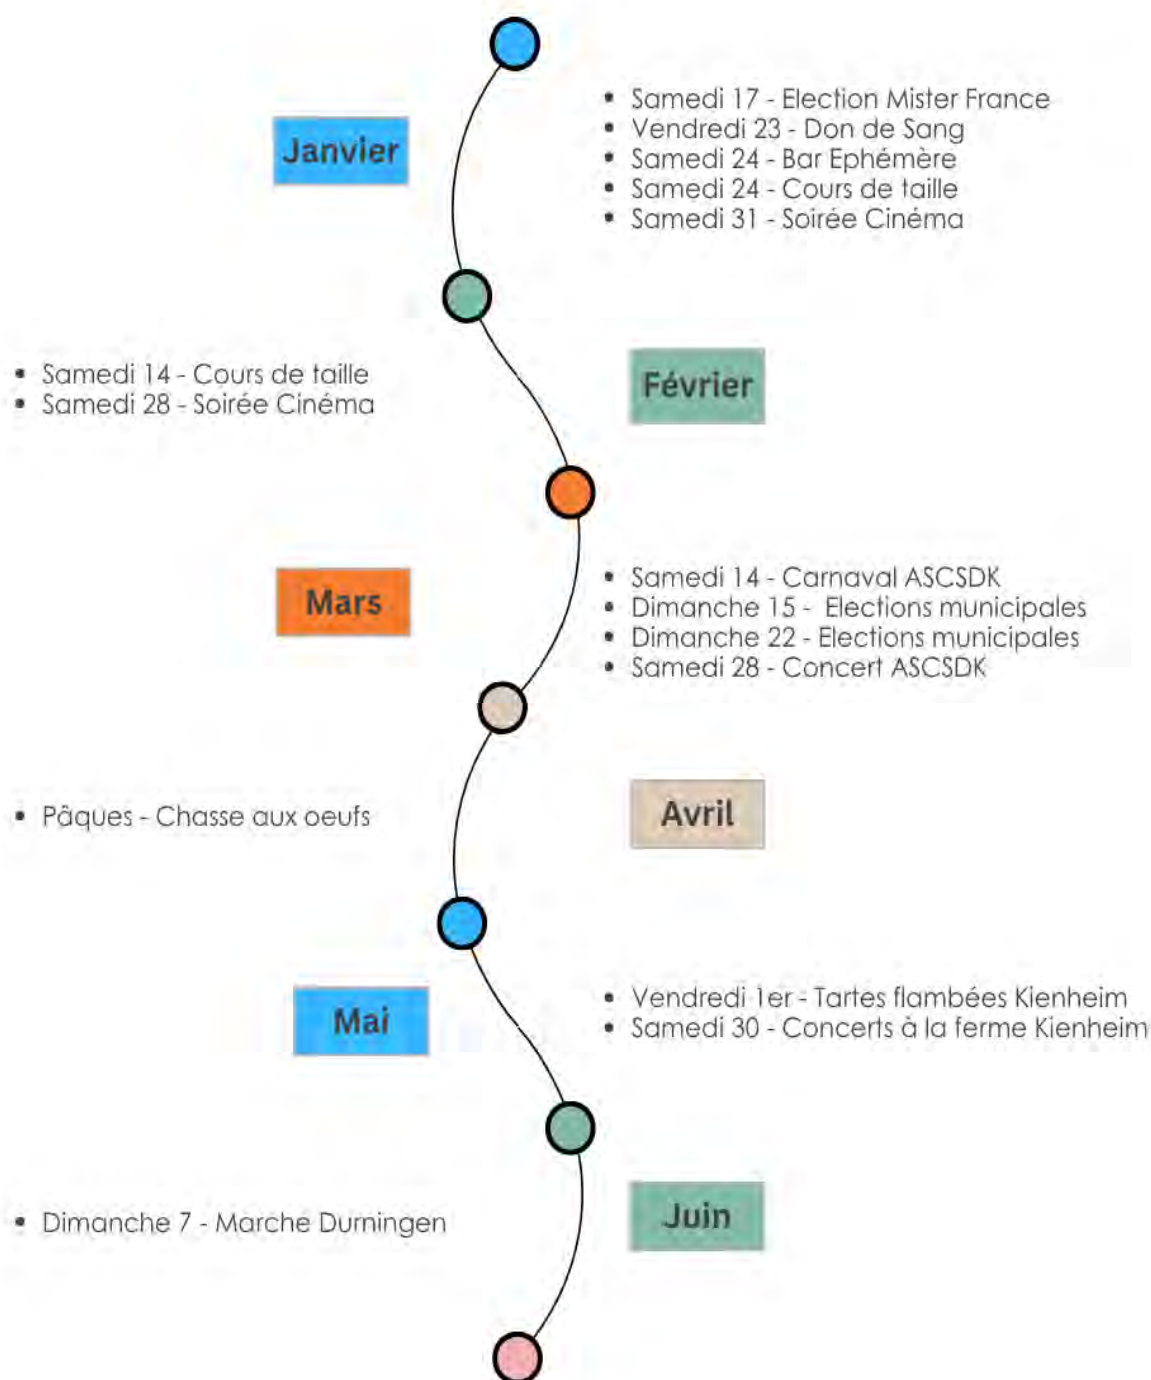 Janvier
• Samedi 17 - Election Mister France
• Vendredi 23 - Don de Sang
• Samedi 24 - Bar Ephémère
• Samedi 24 - Cours de taille
• Samedi 31 - Soirée Cinéma
Février
• Samedi 14 - Cours de taille
• Samedi 28 - Soirée Cinéma
Mars
• Samedi 14 - Carnaval ASCSDK
• Dimanche 15 - Elections municipales
• Dimanche 22 - Elections municipales
• Samedi 28 - Concert ASCSDK
Avril
• Pâques - Chasse aux oeufs
Mai
• Vendredi 1er - Tartes flambées Kienheim
• Samedi 30 - Concerts à la ferme Kienheim
Juin
• Dimanche 7 - Marche Durningen